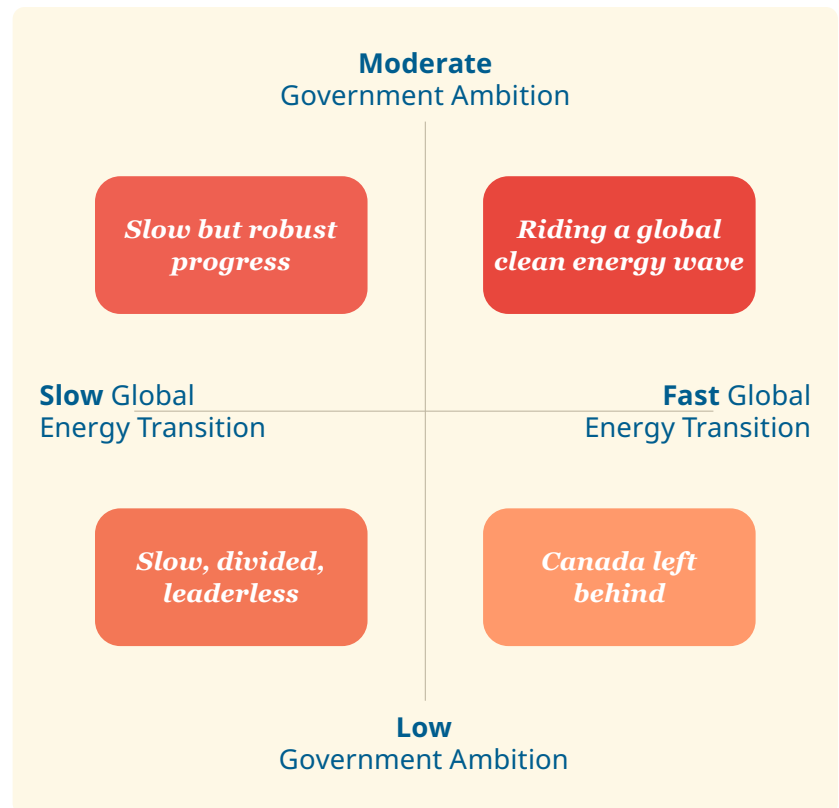 Moderate
Government Ambition
Slow but robust
progress
Riding a global
clean energy wave
Slow Global
Energy Transition
Fast Global
Energy Transition
Slow, divided,
leaderless
Canada left
behind
Low
Government Ambition